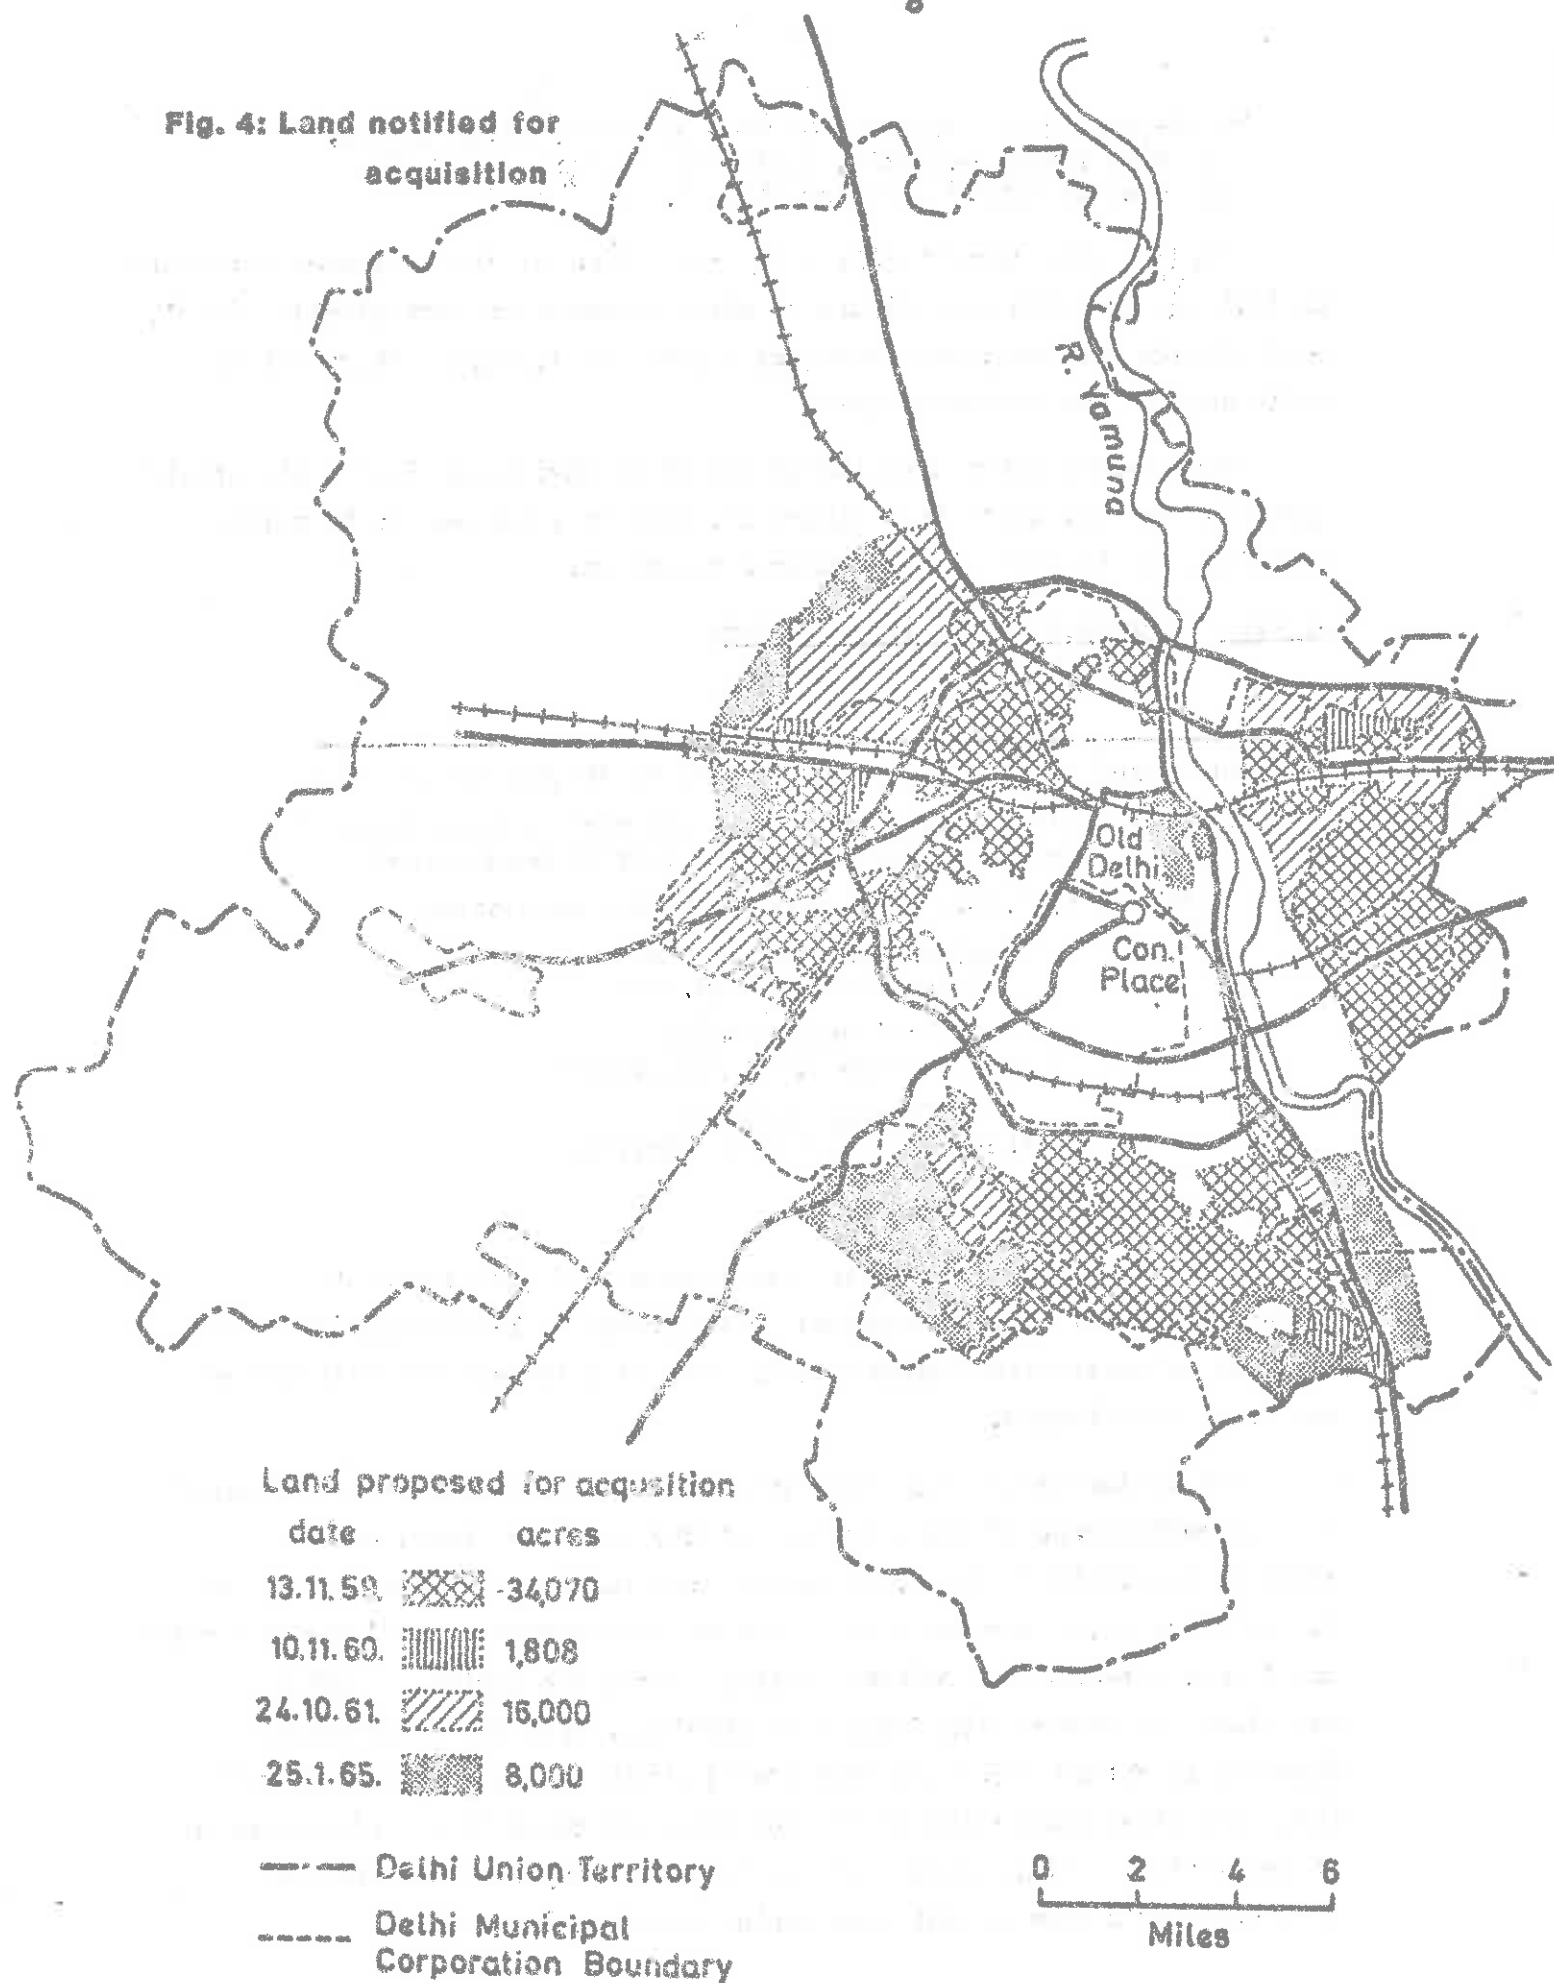 Fig. 4: Land notified for
acquisition
R. Yamuna
Old
Delhi
Con.
Place
Land proposed for acqusition
date acres
13.11.59. 34,070
10.11.60. 1,808
24.10.61. 16,000
25.1.65. 8,000
Delhi Union Territory
Delhi Municipal
Corporation Boundary
0 2 4 6
Miles